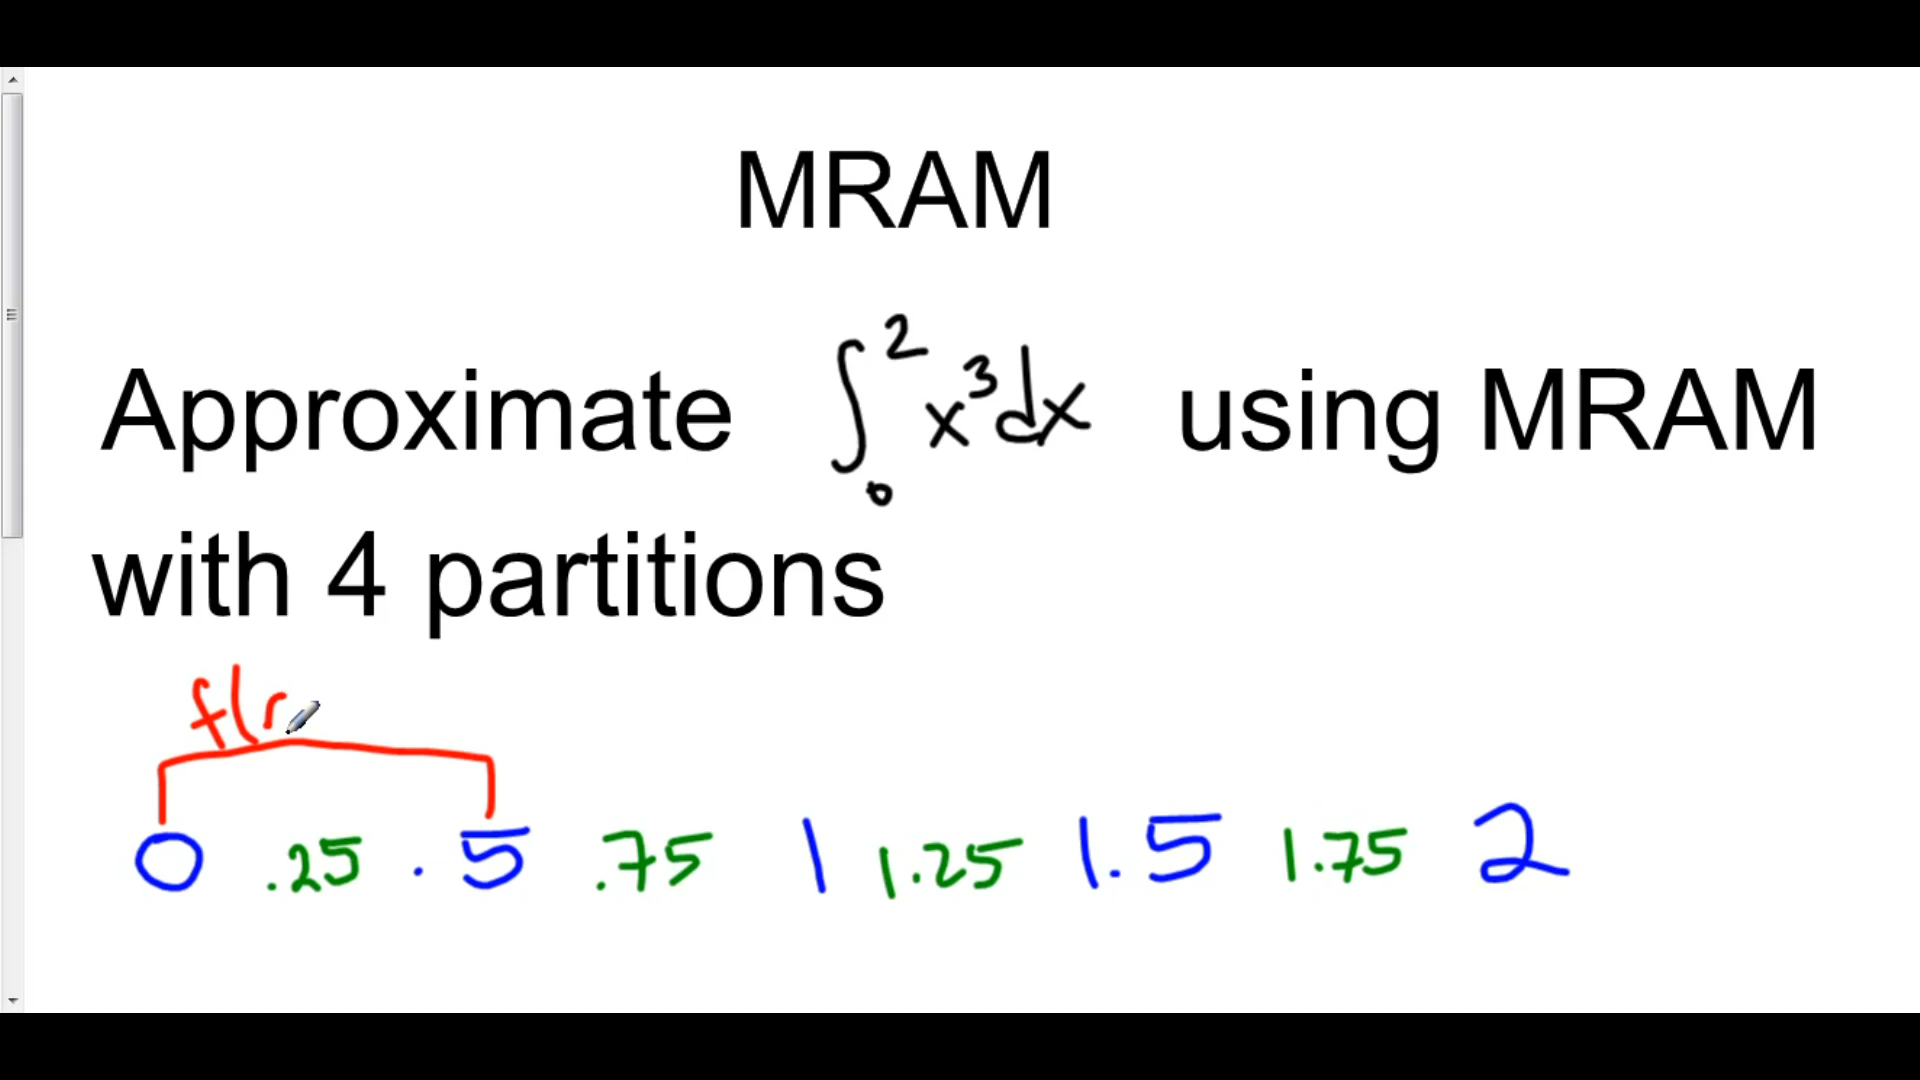 MRAM
Approximate ∫₀² x³dx using MRAM
with 4 partitions
f(r
0 .25 .5 .75 1 1.25 1.5 1.75 2